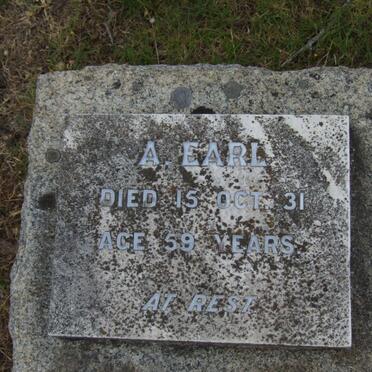 A. EARL
DIED 15 OCT. 31
AGE 59 YEARS.
AT REST